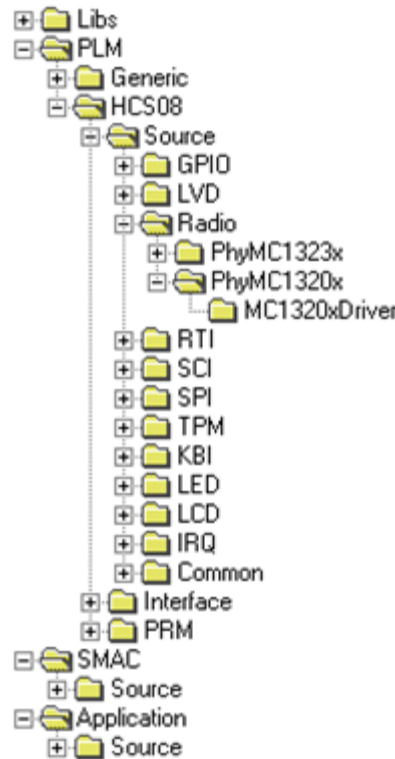 Libs
PLM
Generic
HCS08
Source
GPIO
LVD
Radio
PhyMC1323x
PhyMC1320x
MC1320xDriver
RTI
SCI
SPI
TPM
KBI
LED
LCD
IRQ
Common
Interface
PRM
SMAC
Source
Application
Source